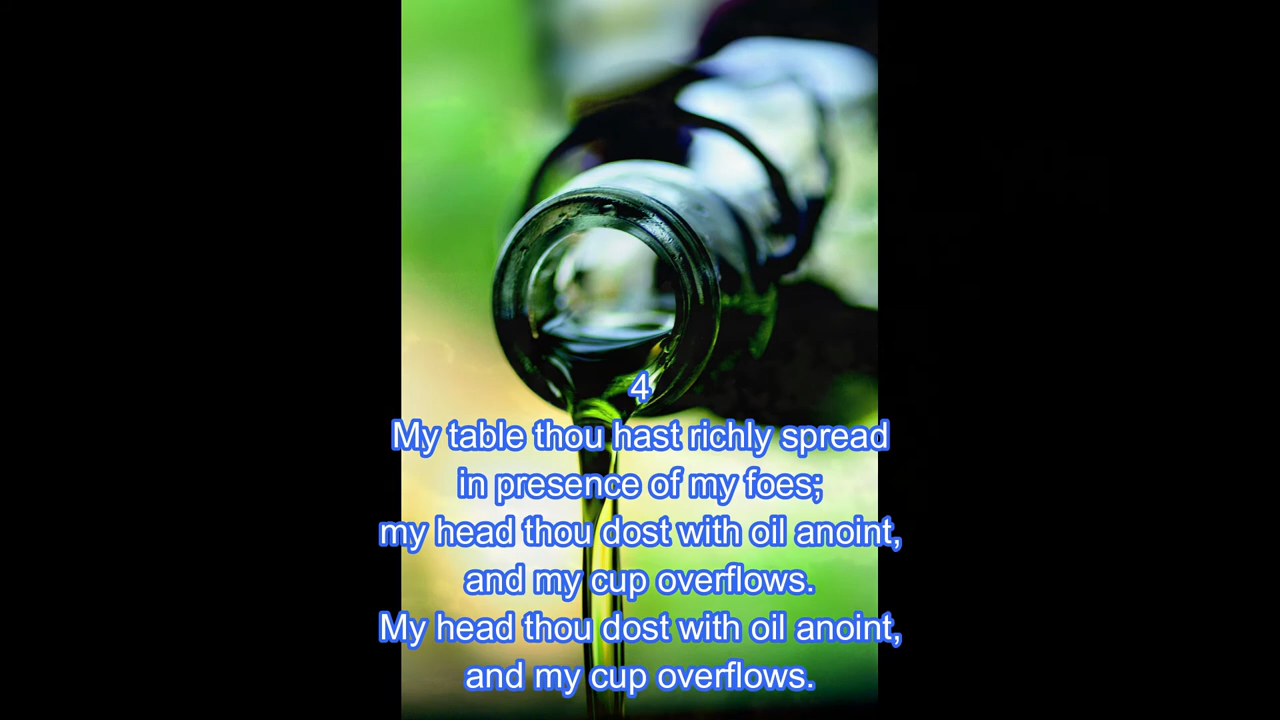 4
My table thou hast richly spread
in presence of my foes;
my head thou dost with oil anoint,
and my cup overflows.
My head thou dost with oil anoint,
and my cup overflows.